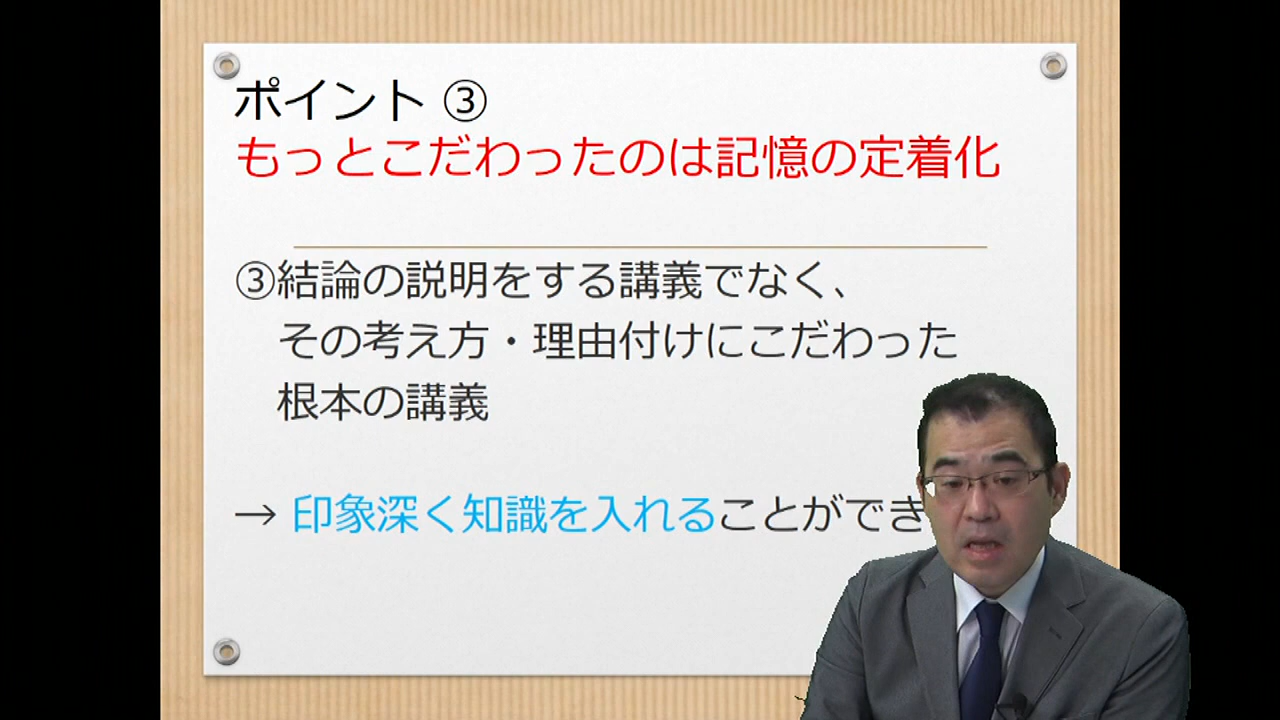 ポイント ③
もっとこだわったのは記憶の定着化
③結論の説明をする講義でなく、
その考え方・理由付けにこだわった
根本の講義
→ 印象深く知識を入れることができ